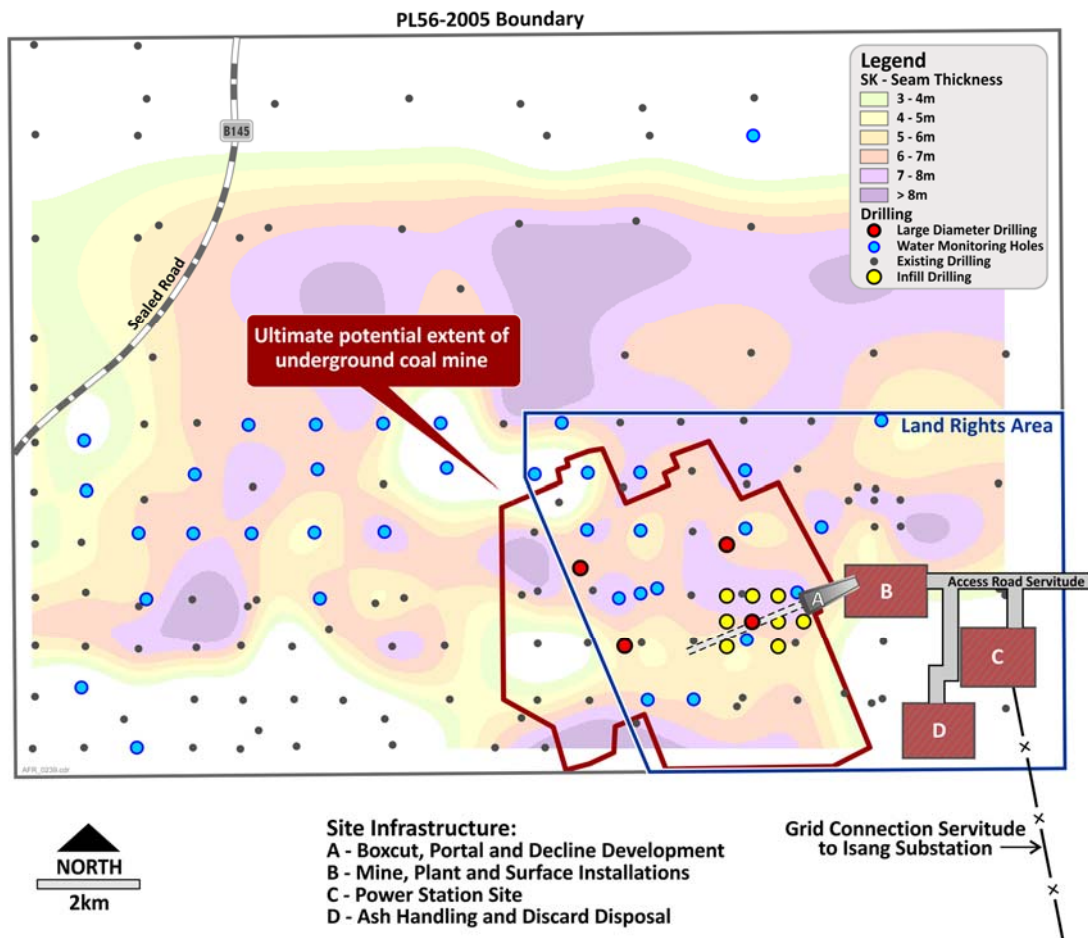 PL56-2005 Boundary
Legend
SK - Seam Thickness
3 - 4m
4 - 5m
5 - 6m
6 - 7m
7 - 8m
> 8m
Drilling
Large Diameter Drilling
Water Monitoring Holes
Existing Drilling
Infill Drilling
B145
Sealed Road
Ultimate potential extent of
underground coal mine
Land Rights Area
A
B
Access Road Servitude
C
D
AFR_0239.cdr
NORTH
2km
Site Infrastructure:
A - Boxcut, Portal and Decline Development
B - Mine, Plant and Surface Installations
C - Power Station Site
D - Ash Handling and Discard Disposal
Grid Connection Servitude
to Isang Substation